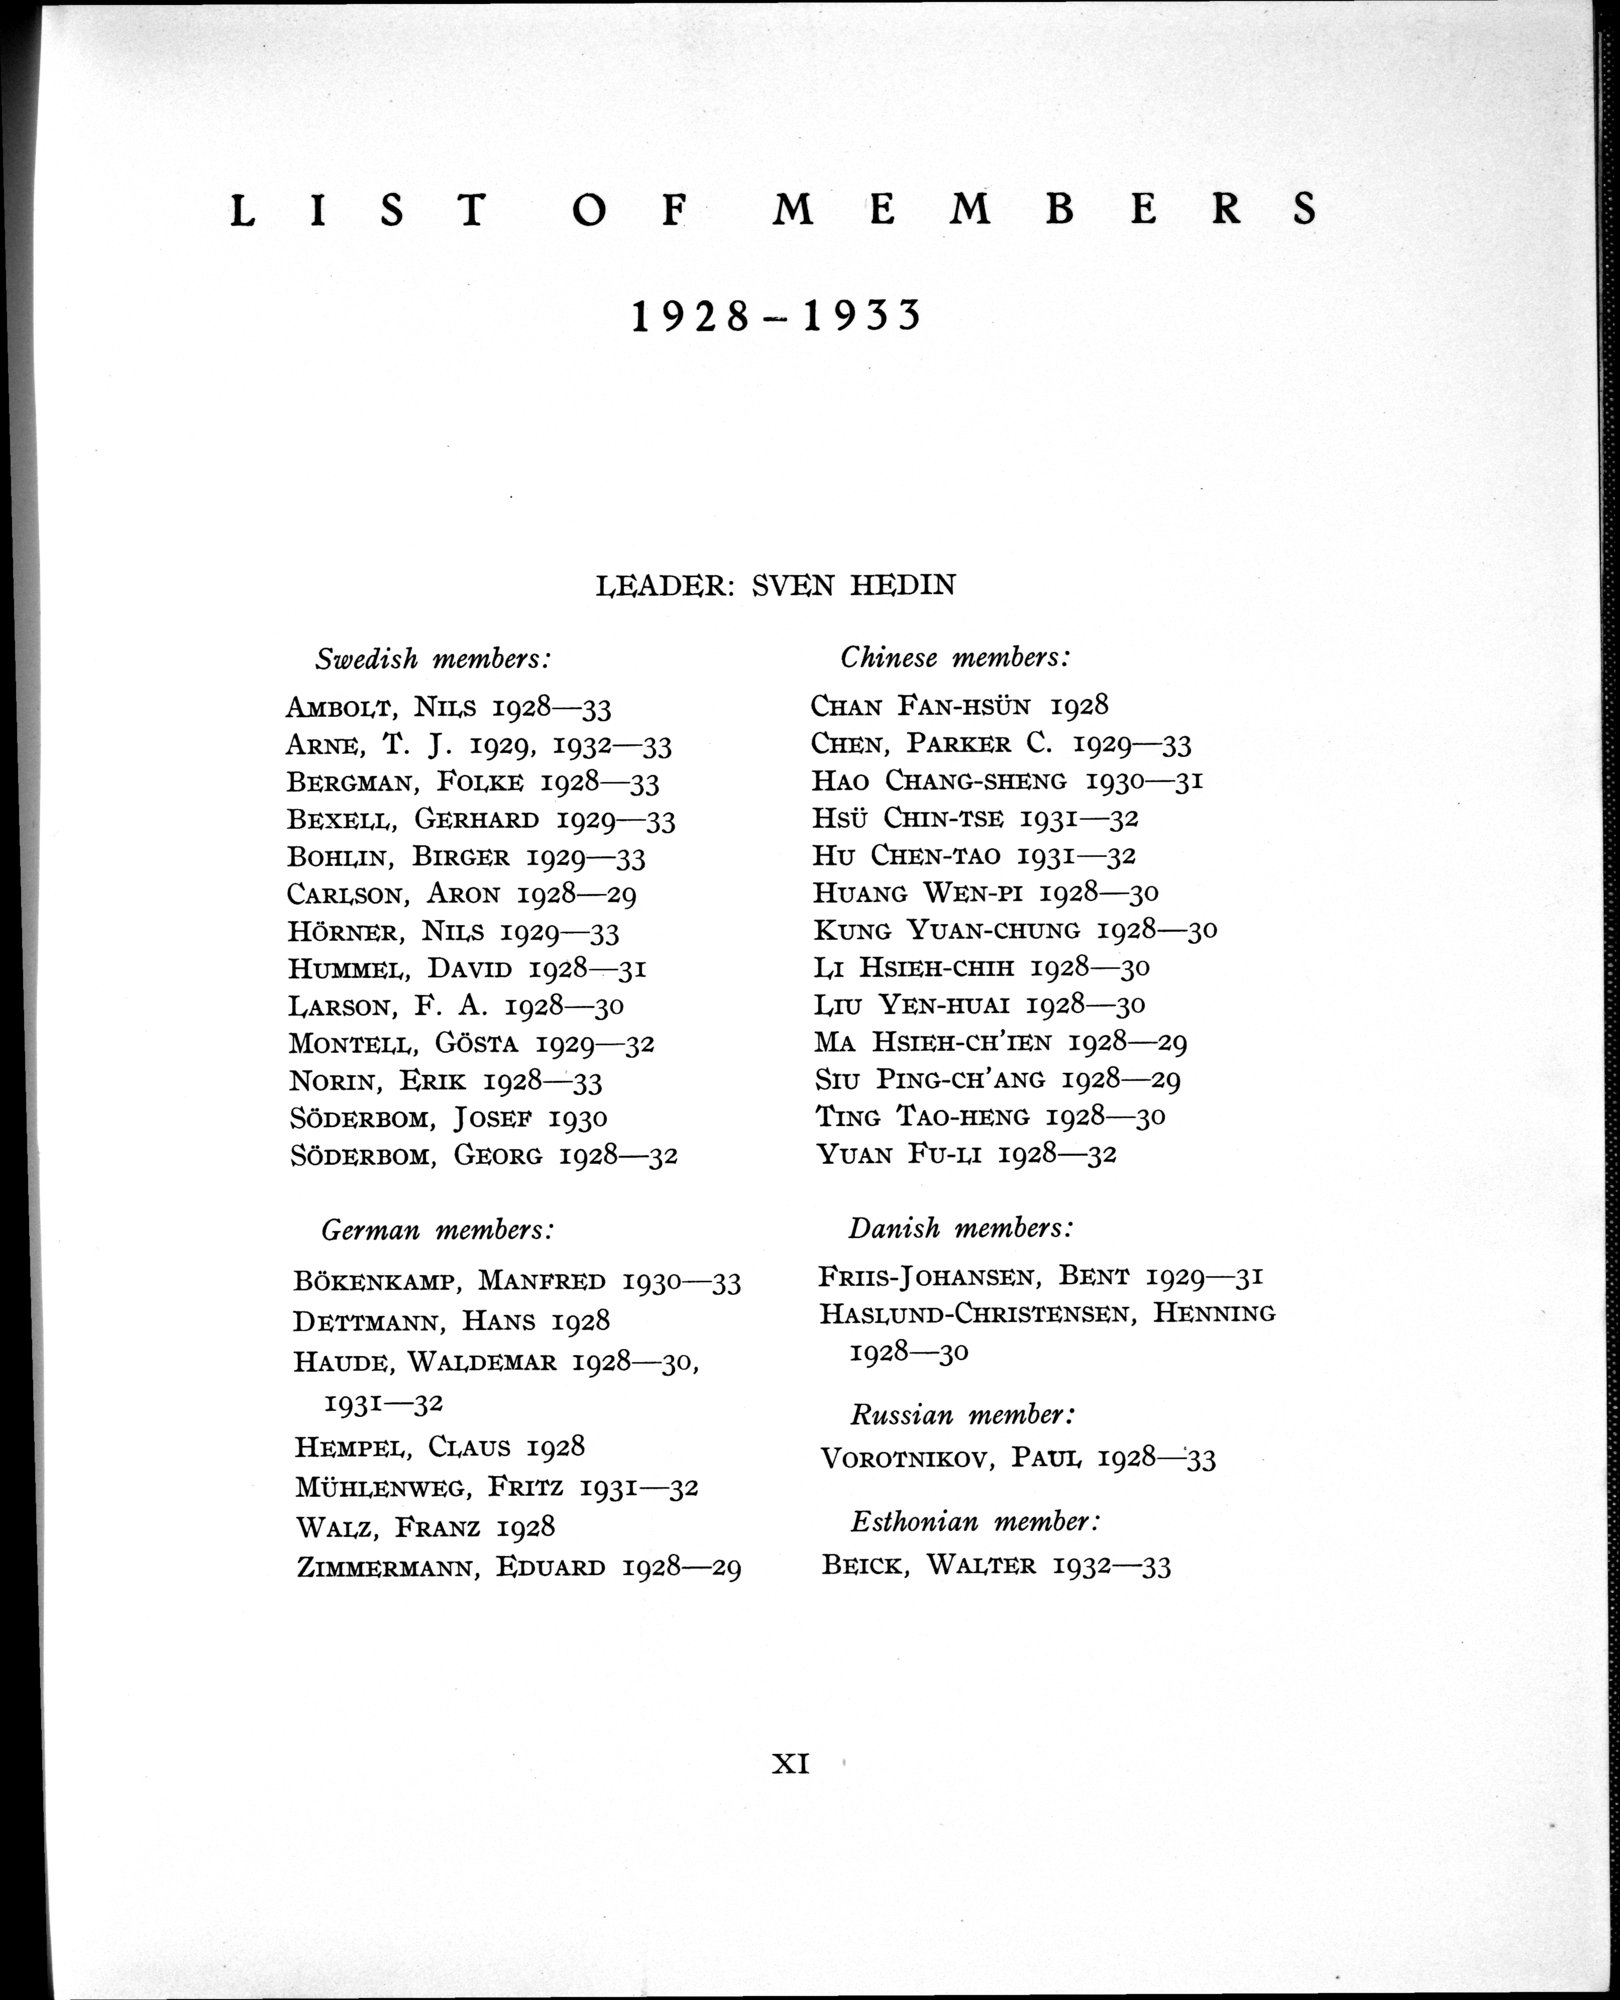 LIST OF MEMBERS
1928–1933
LEADER: SVEN HEDIN
Swedish members:
AMBOLT, NILS 1928—33
ARNE, T. J. 1929, 1932—33
BERGMAN, FOLKE 1928—33
BEXELL, GERHARD 1929—33
BOHLIN, BIRGER 1929—33
CARLSON, ARON 1928—29
HÖRNER, NILS 1929—33
HUMMEL, DAVID 1928—31
LARSON, F. A. 1928—30
MONTELL, GÖSTA 1929—32
NORIN, ERIK 1928—33
SÖDERBOM, JOSEF 1930
SÖDERBOM, GEORG 1928—32
German members:
BÖKENKAMP, MANFRED 1930—33
DETTMANN, HANS 1928
HAUDE, WALDEMAR 1928—30,
1931—32
HEMPEL, CLAUS 1928
MÜHLENWEG, FRITZ 1931—32
WALZ, FRANZ 1928
ZIMMERMANN, EDUARD 1928—29
Chinese members:
CHAN FAN-HSÜN 1928
CHEN, PARKER C. 1929—33
HAO CHANG-SHENG 1930—31
HSÜ CHIN-TSE 1931—32
HU CHEN-TAO 1931—32
HUANG WEN-PI 1928—30
KUNG YUAN-CHUNG 1928—30
LI HSIEH-CHIH 1928—30
LIU YEN-HUAI 1928—30
MA HSIEH-CH'IEN 1928—29
SIU PING-CH'ANG 1928—29
TING TAO-HENG 1928—30
YUAN FU-LI 1928—32
Danish members:
FRIIS-JOHANSEN, BENT 1929—31
HASLUND-CHRISTENSEN, HENNING
1928—30
Russian member:
VOROTNIKOV, PAUL 1928—33
Esthonian member:
BEICK, WALTER 1932—33
XI